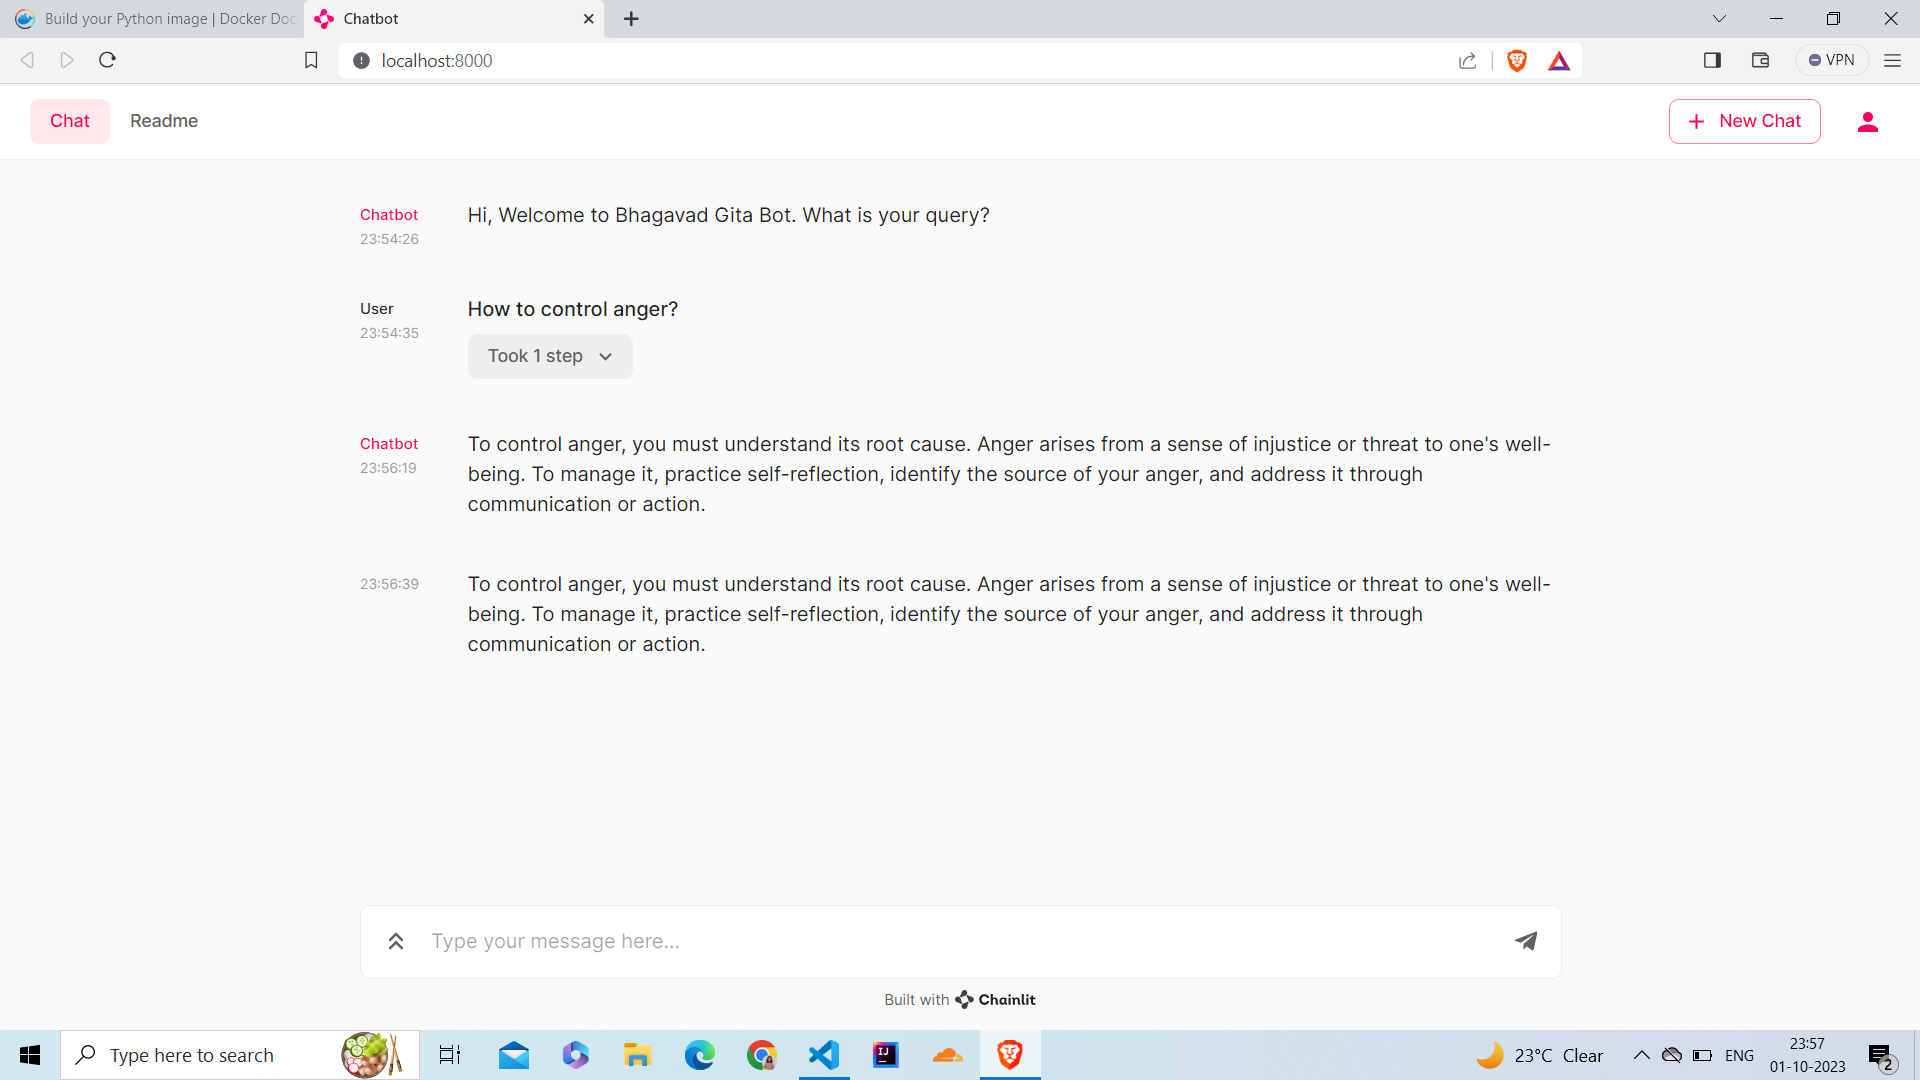 Build your Python image | Docker Doc
Chatbot
localhost:8000
VPN
Chat
Readme
New Chat
Chatbot
23:54:26
Hi, Welcome to Bhagavad Gita Bot. What is your query?
User
23:54:35
How to control anger?
Took 1 step
Chatbot
23:56:19
To control anger, you must understand its root cause. Anger arises from a sense of injustice or threat to one's well-
being. To manage it, practice self-reflection, identify the source of your anger, and address it through
communication or action.
23:56:39
To control anger, you must understand its root cause. Anger arises from a sense of injustice or threat to one's well-
being. To manage it, practice self-reflection, identify the source of your anger, and address it through
communication or action.
Type your message here...
Built with Chainlit
Type here to search
IJ
23°C Clear
ENG
23:57
01-10-2023
2